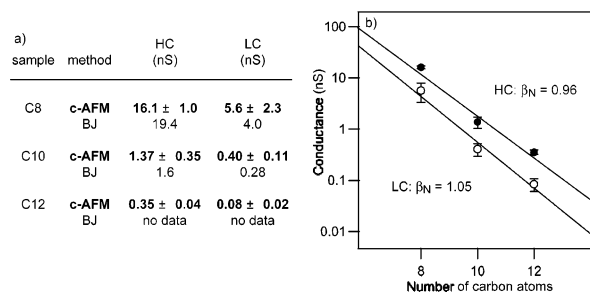 a)
sample method HC (nS) LC (nS)
C8 c-AFM 16.1 ± 1.0 5.6 ± 2.3
BJ 19.4 4.0
C10 c-AFM 1.37 ± 0.35 0.40 ± 0.11
BJ 1.6 0.28
C12 c-AFM 0.35 ± 0.04 0.08 ± 0.02
BJ no data no data
b)
Conductance (nS)
100
10
1
0.1
0.01
HC: βN = 0.96
LC: βN = 1.05
8 10 12
Number of carbon atoms